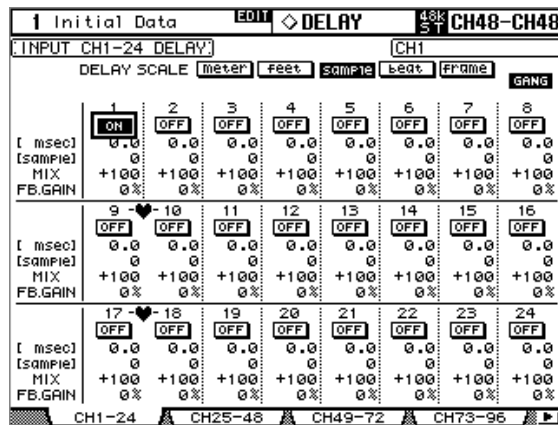 1 Initial Data EDIT ◇DELAY 48K ST CH48-CH48
INPUT CH1-24 DELAY CH1
DELAY SCALE meter feet sample beat frame
GANG
1 2 3 4 5 6 7 8
ON OFF OFF OFF OFF OFF OFF OFF
[ msec] 0.0 0.0 0.0 0.0 0.0 0.0 0.0 0.0
[sample] 0 0 0 0 0 0 0 0
MIX +100 +100 +100 +100 +100 +100 +100 +100
FB.GAIN 0% 0% 0% 0% 0% 0% 0% 0%
9 -♥- 10 11 12 13 14 15 16
OFF OFF OFF OFF OFF OFF OFF OFF
[ msec] 0.0 0.0 0.0 0.0 0.0 0.0 0.0 0.0
[sample] 0 0 0 0 0 0 0 0
MIX +100 +100 +100 +100 +100 +100 +100 +100
FB.GAIN 0% 0% 0% 0% 0% 0% 0% 0%
17 -♥- 18 19 20 21 22 23 24
OFF OFF OFF OFF OFF OFF OFF OFF
[ msec] 0.0 0.0 0.0 0.0 0.0 0.0 0.0 0.0
[sample] 0 0 0 0 0 0 0 0
MIX +100 +100 +100 +100 +100 +100 +100 +100
FB.GAIN 0% 0% 0% 0% 0% 0% 0% 0%
CH1-24 CH25-48 CH49-72 CH73-96